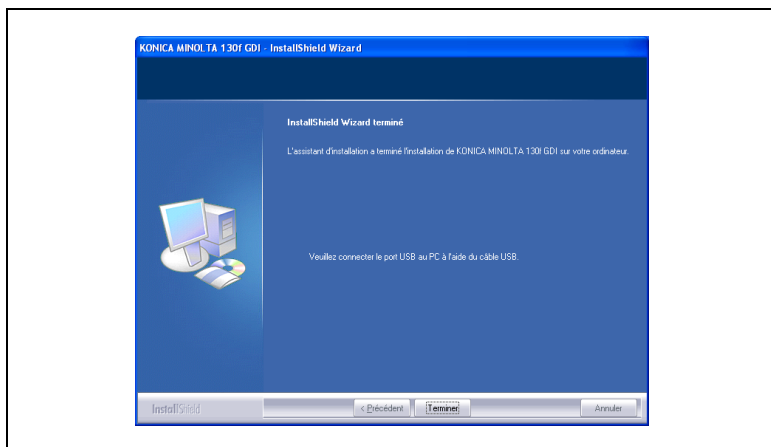 KONICA MINOLTA 130f GDI - InstallShield Wizard
InstallShield Wizard terminé
L'assistant d'installation a terminé l'installation de KONICA MINOLTA 130f GDI sur votre ordinateur.
Veuillez connecter le port USB au PC à l'aide du câble USB.
InstallShield
< Précédent
Terminer
Annuler